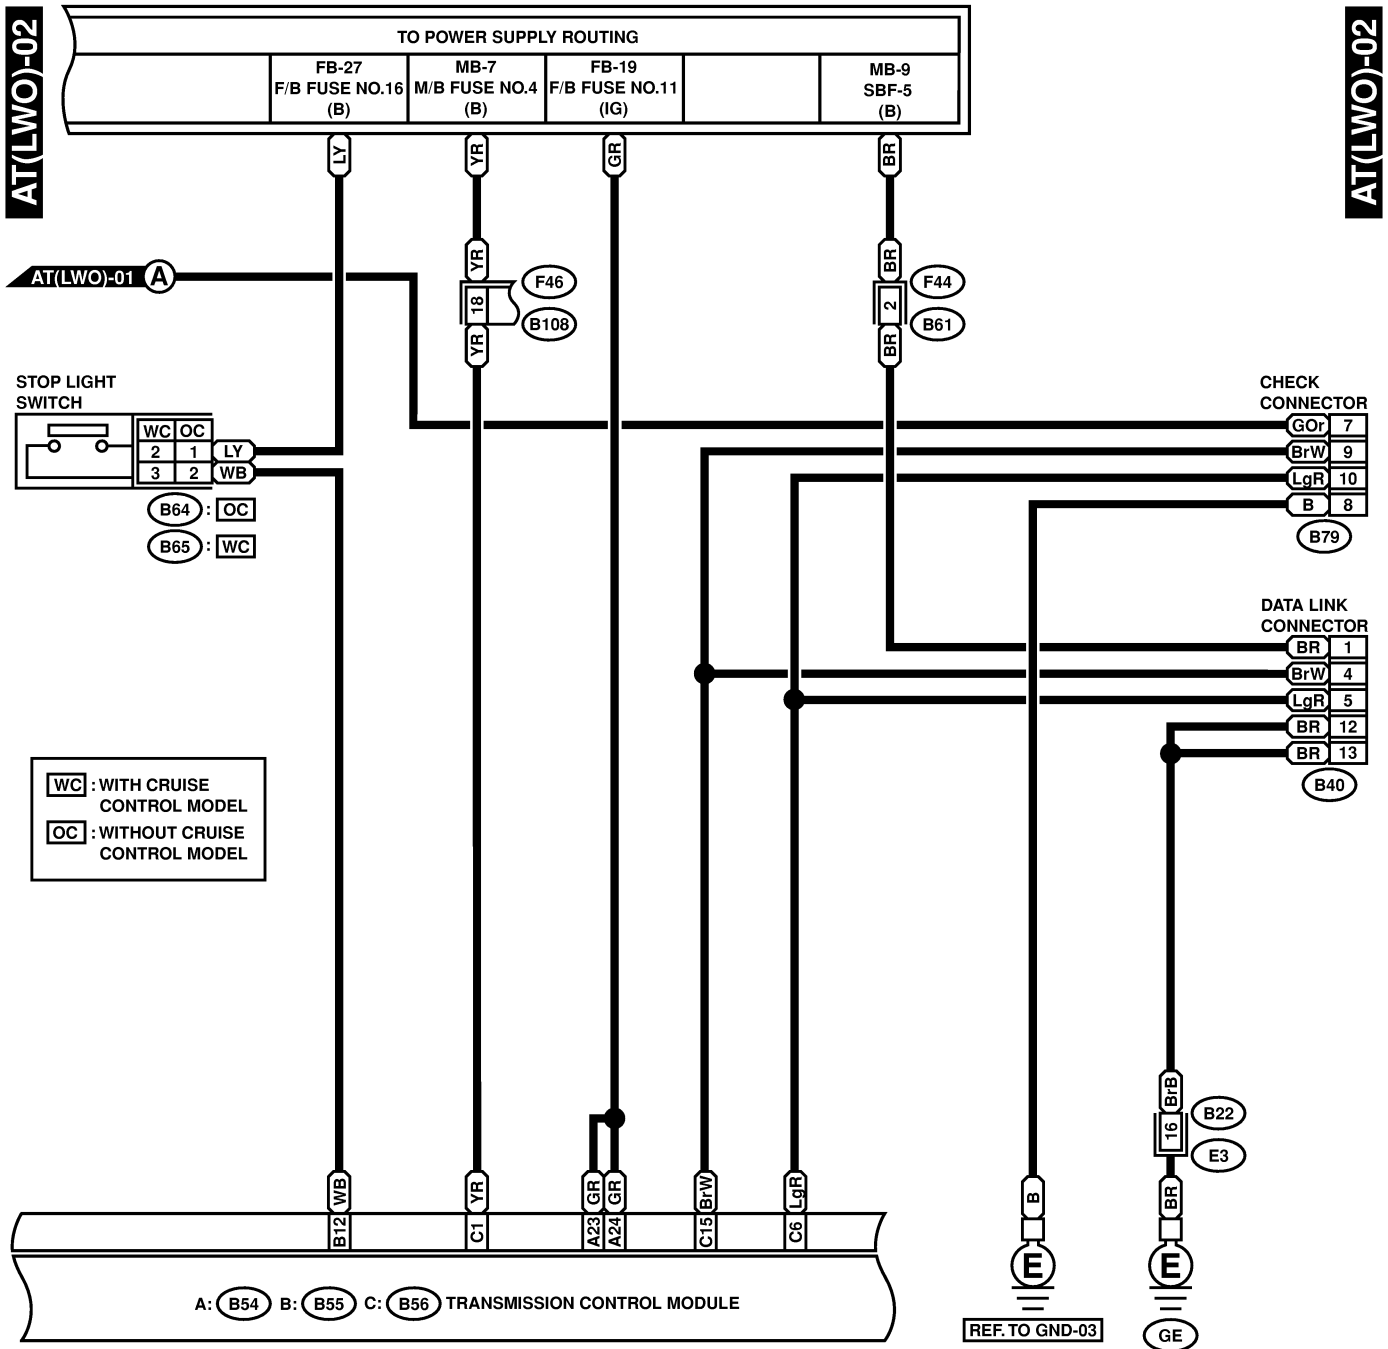 AT(LWO)-02
AT(LWO)-02
TO POWER SUPPLY ROUTING
FB-27
F/B FUSE NO.16
(B)
MB-7
M/B FUSE NO.4
(B)
FB-19
F/B FUSE NO.11
(IG)
MB-9
SBF-5
(B)
LY
YR
GR
BR
AT(LWO)-01
A
YR
18
YR
F46
B108
BR
2
BR
F44
B61
STOP LIGHT
SWITCH
WC OC
2 1 LY
3 2 WB
B64 : OC
B65 : WC
CHECK
CONNECTOR
GOr 7
BrW 9
LgR 10
B 8
B79
DATA LINK
CONNECTOR
BR 1
BrW 4
LgR 5
BR 12
BR 13
B40
WC : WITH CRUISE
CONTROL MODEL
OC : WITHOUT CRUISE
CONTROL MODEL
BrB
16
BR
B22
E3
WB
YR
GR
GR
BrW
LgR
B
B12
C1
A23
A24
C15
C6
E
E
A: B54 B: B55 C: B56 TRANSMISSION CONTROL MODULE
REF. TO GND-03
GE